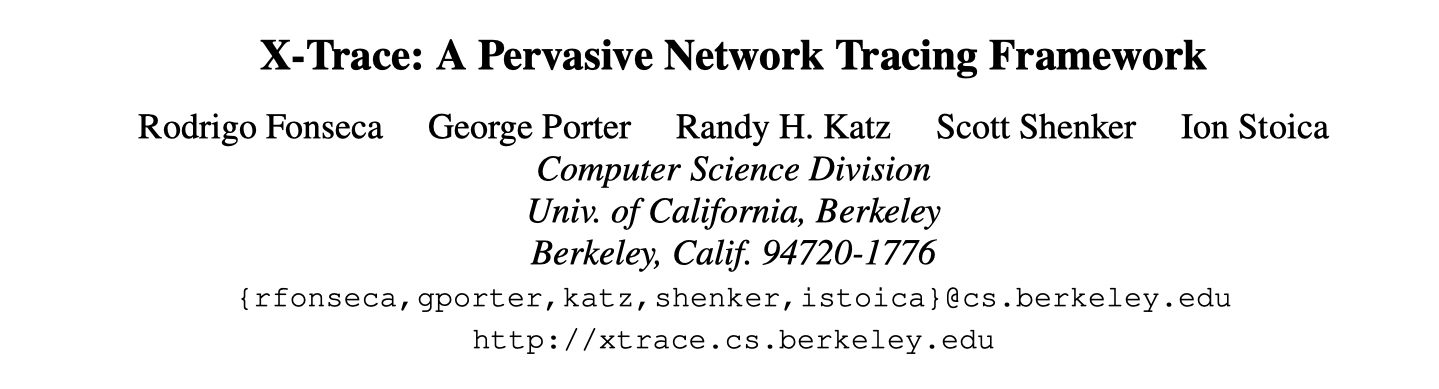 X-Trace: A Pervasive Network Tracing Framework
Rodrigo Fonseca George Porter Randy H. Katz Scott Shenker Ion Stoica
Computer Science Division
Univ. of California, Berkeley
Berkeley, Calif. 94720-1776
{rfonseca,gporter,katz,shenker,istoica}@cs.berkeley.edu
http://xtrace.cs.berkeley.edu